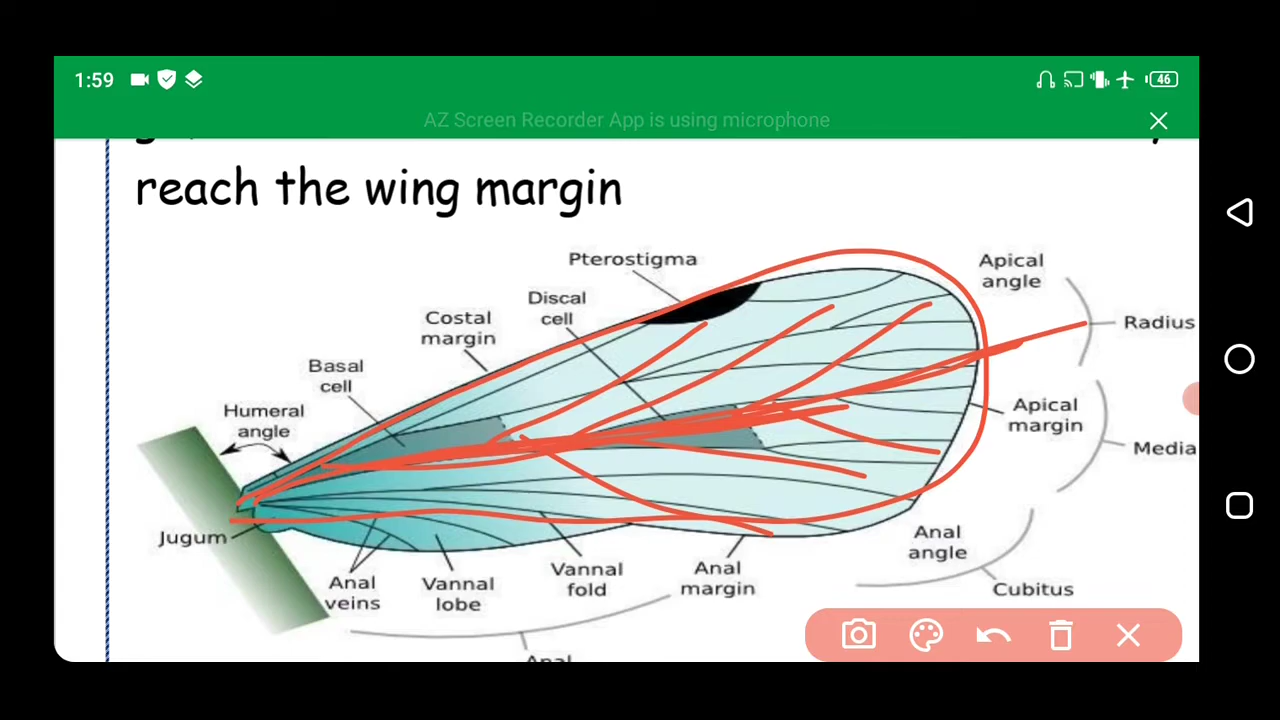 1:59
46
AZ Screen Recorder App is using microphone
reach the wing margin
Pterostigma
Apical
angle
Discal
cell
Costal
margin
Radius
Basal
cell
Humeral
angle
Apical
margin
Media
Jugum
Anal
angle
Anal
veins
Vannal
lobe
Vannal
fold
Anal
margin
Cubitus
Anal